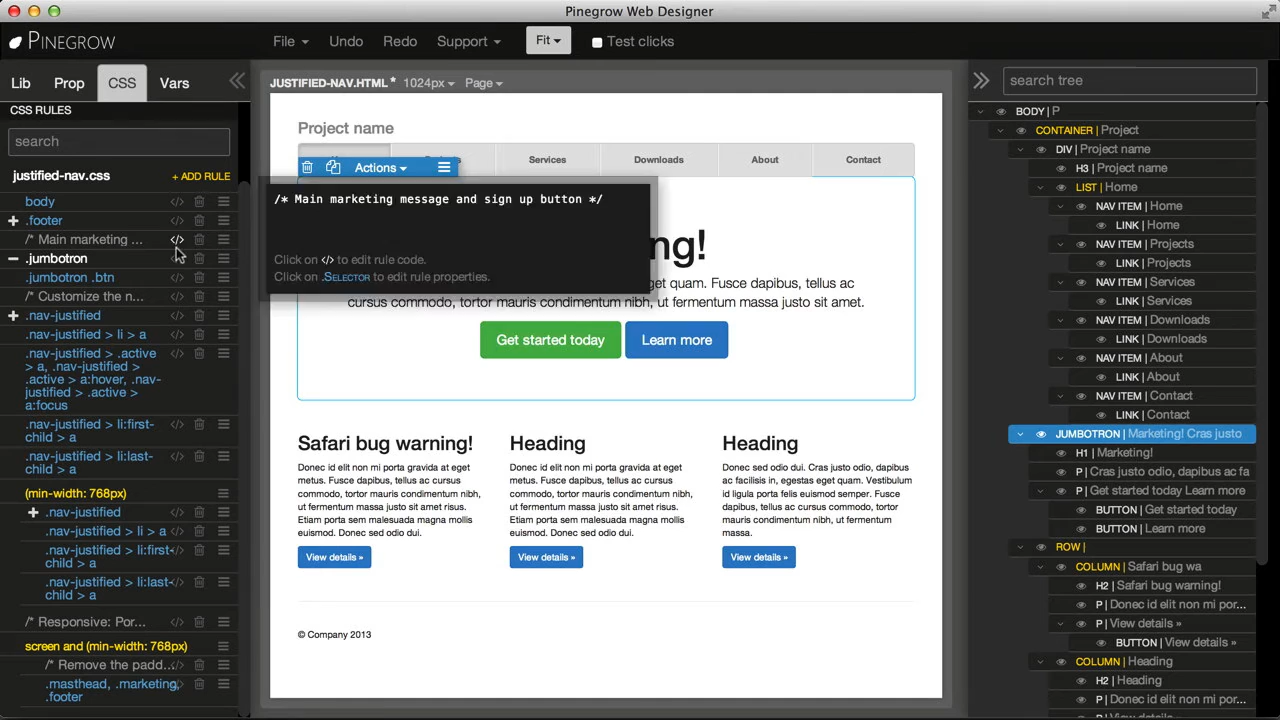 Pinegrow Web Designer
PINEGROW
File
Undo
Redo
Support
Fit
Test clicks
Lib
Prop
CSS
Vars
CSS RULES
search
justified-nav.css
+ ADD RULE
body
.footer
/* Main marketing ...
.jumbotron
.jumbotron .btn
/* Customize the n...
.nav-justified
.nav-justified > li > a
.nav-justified > .active
> a, .nav-justified >
.active > a:hover, .nav-
justified > .active >
a:focus
.nav-justified > li:first-
child > a
.nav-justified > li:last-
child > a
(min-width: 768px)
.nav-justified
.nav-justified > li > a
.nav-justified > li:first-
child > a
.nav-justified > li:last-
child > a
/* Responsive: Por...
screen and (min-width: 768px)
/* Remove the padd...
.masthead, .marketing,
.footer
JUSTIFIED-NAV.HTML *
1024px
Page
Project name
Services
Downloads
About
Contact
Actions
/* Main marketing message and sign up button */
Click on </> to edit rule code.
Click on .SELECTOR to edit rule properties.
ng!
eget quam. Fusce dapibus, tellus ac
cursus commodo, tortor mauris condimentum nibh, ut fermentum massa justo sit amet.
Get started today
Learn more
Safari bug warning!
Donec id elit non mi porta gravida at eget
metus. Fusce dapibus, tellus ac cursus
commodo, tortor mauris condimentum nibh,
ut fermentum massa justo sit amet risus.
Etiam porta sem malesuada magna mollis
euismod. Donec sed odio dui.
View details »
Heading
Donec id elit non mi porta gravida at eget
metus. Fusce dapibus, tellus ac cursus
commodo, tortor mauris condimentum nibh,
ut fermentum massa justo sit amet risus.
Etiam porta sem malesuada magna mollis
euismod. Donec sed odio dui.
View details »
Heading
Donec sed odio dui. Cras justo odio, dapibus
ac facilisis in, egestas eget quam. Vestibulum
id ligula porta felis euismod semper. Fusce
dapibus, tellus ac cursus commodo, tortor
mauris condimentum nibh, ut fermentum
massa.
View details »
© Company 2013
search tree
BODY | P
CONTAINER | Project
DIV | Project name
H3 | Project name
LIST | Home
NAV ITEM | Home
LINK | Home
NAV ITEM | Projects
LINK | Projects
NAV ITEM | Services
LINK | Services
NAV ITEM | Downloads
LINK | Downloads
NAV ITEM | About
LINK | About
NAV ITEM | Contact
LINK | Contact
JUMBOTRON | Marketing! Cras justo
H1 | Marketing!
P | Cras justo odio, dapibus ac fa
P | Get started today Learn more
BUTTON | Get started today
BUTTON | Learn more
ROW |
COLUMN | Safari bug wa
H2 | Safari bug warning!
P | Donec id elit non mi por...
P | View details »
BUTTON | View details »
COLUMN | Heading
H2 | Heading
P | Donec id elit non mi por...